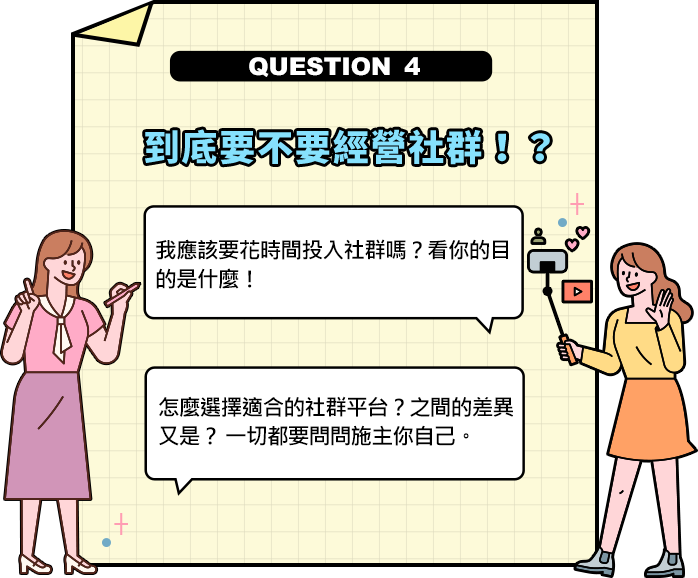 QUESTION 4
到底要不要經營社群！？
我應該要花時間投入社群嗎？看你的目
的是什麼！
怎麼選擇適合的社群平台？之間的差異
又是？ 一切都要問問施主你自己。